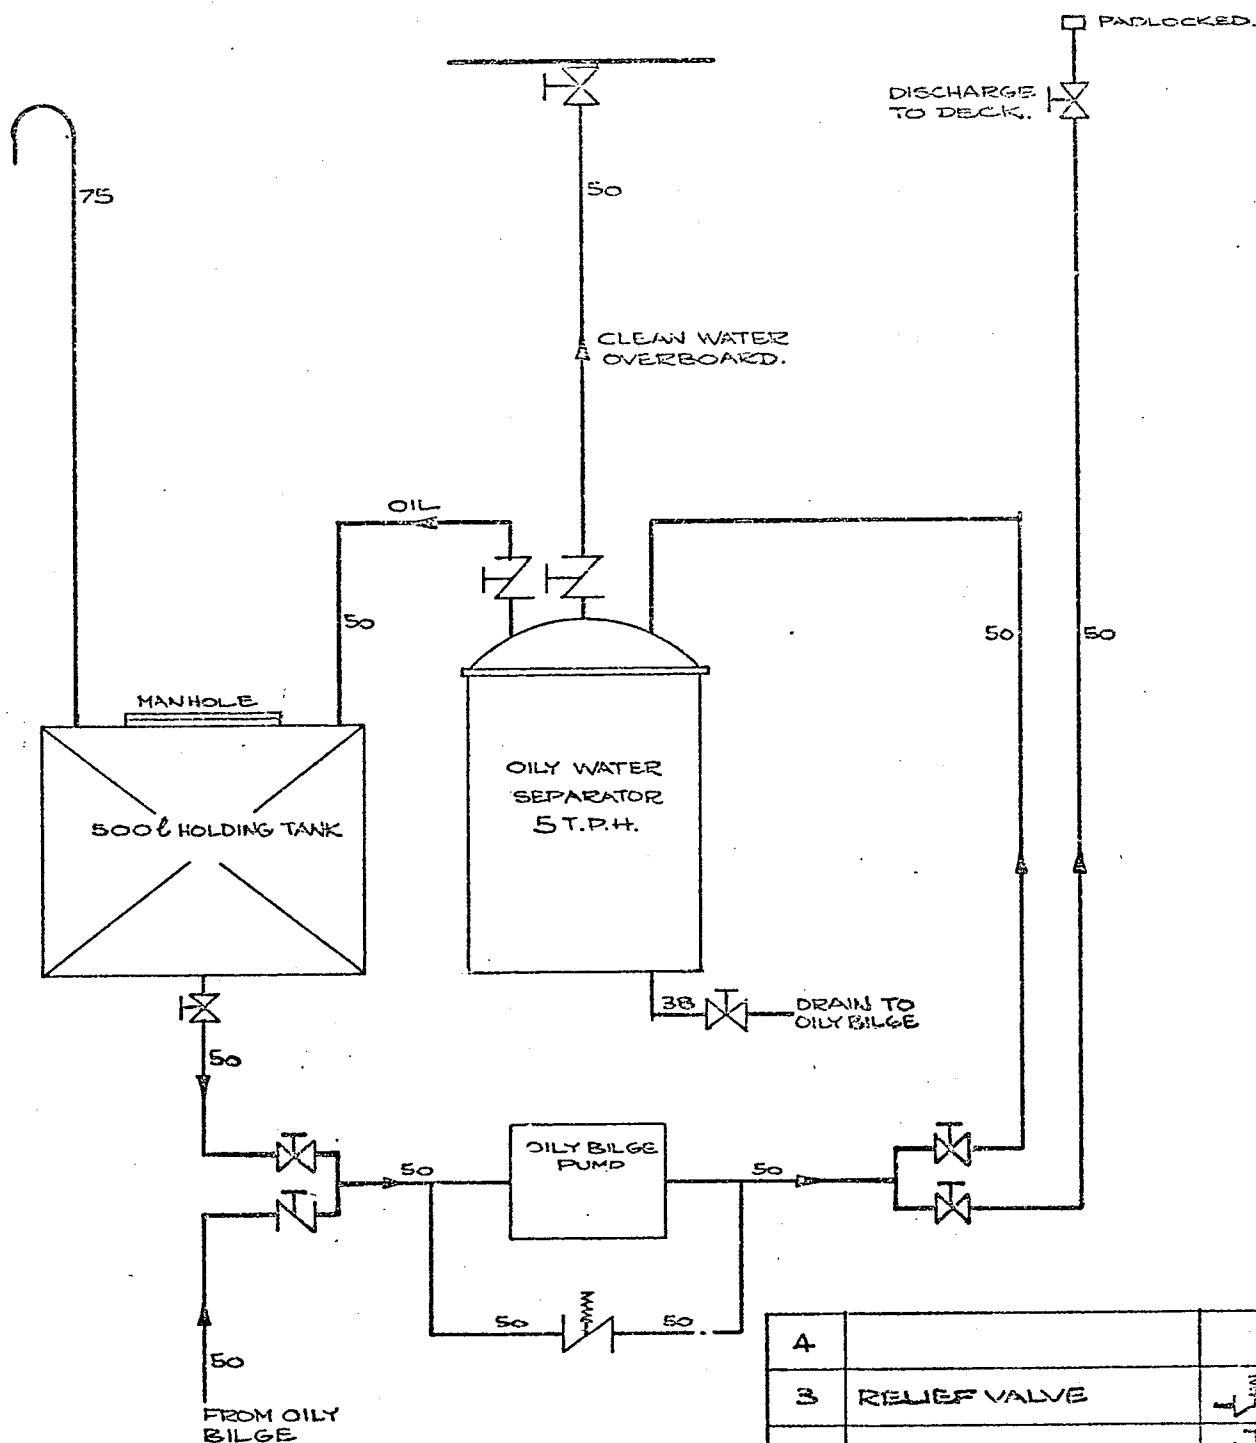 PADLOCKED.
DISCHARGE
TO DECK.
75
50
CLEAN WATER
OVERBOARD.
OIL
50
50
50
MANHOLE
OILY WATER
SEPARATOR
5 T.P.H.
500ℓ HOLDING TANK
38
DRAIN TO
OILY BILGE
50
OILY BILGE
PUMP
50
50
50
50
50
FROM OILY
BILGE
4
3 RELIEF VALVE